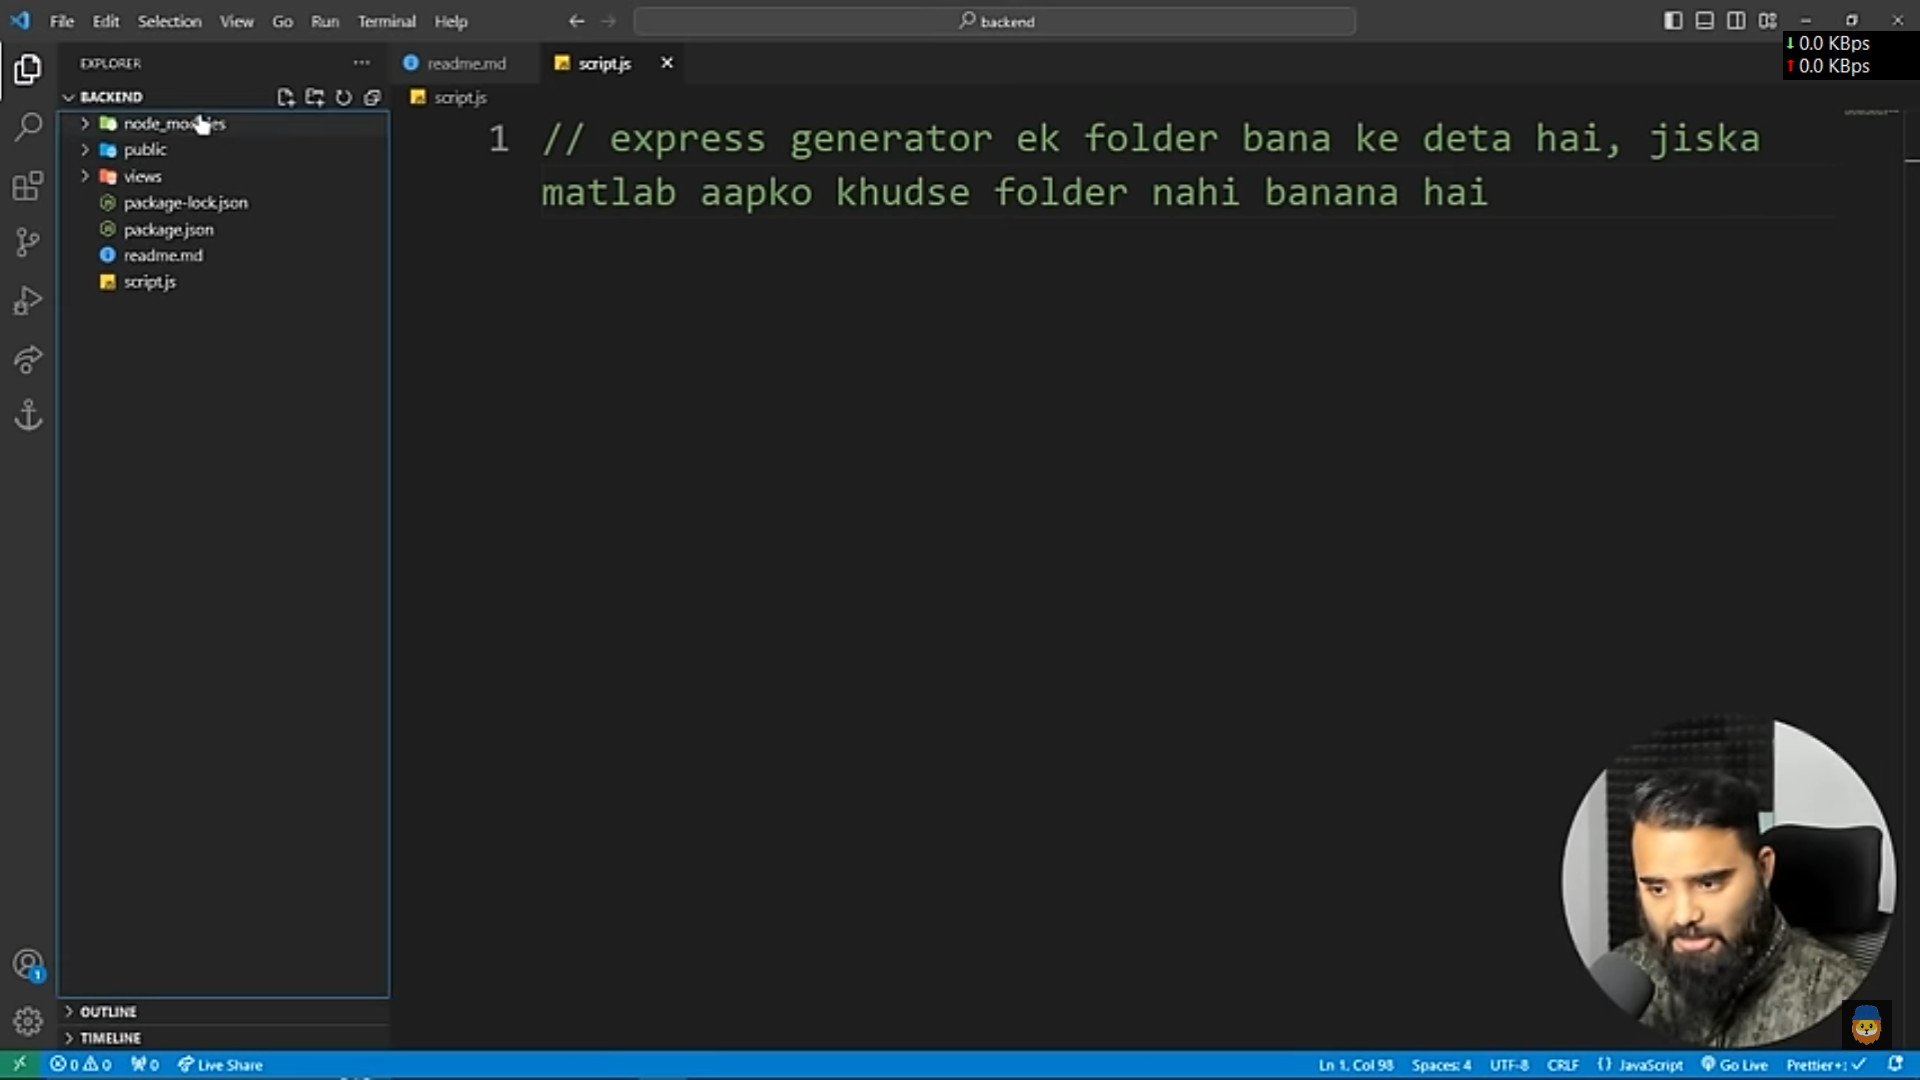 File Edit Selection View Go Run Terminal Help
backend
0.0 KBps
0.0 KBps
EXPLORER
readme.md
script.js
BACKEND
script.js
node_modules
public
views
package-lock.json
package.json
readme.md
script.js
1
// express generator ek folder bana ke deta hai, jiska
matlab aapko khudse folder nahi banana hai
1
OUTLINE
TIMELINE
0 0 0 Live Share Ln 1, Col 98 Spaces: 4 UTF-8 CRLF {} JavaScript Go Live Prettier+: ✓